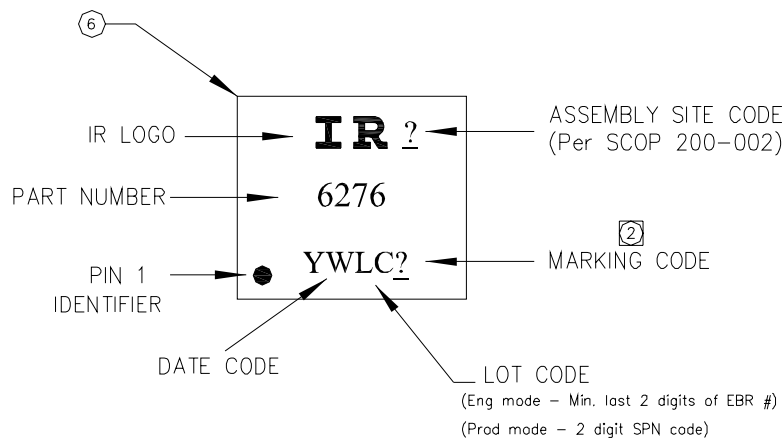 6
IR LOGO
IR ?
ASSEMBLY SITE CODE
(Per SCOP 200-002)
PART NUMBER
6276
2
PIN 1
IDENTIFIER
YWLC?
MARKING CODE
DATE CODE
LOT CODE
(Eng mode - Min. last 2 digits of EBR #)
(Prod mode - 2 digit SPN code)